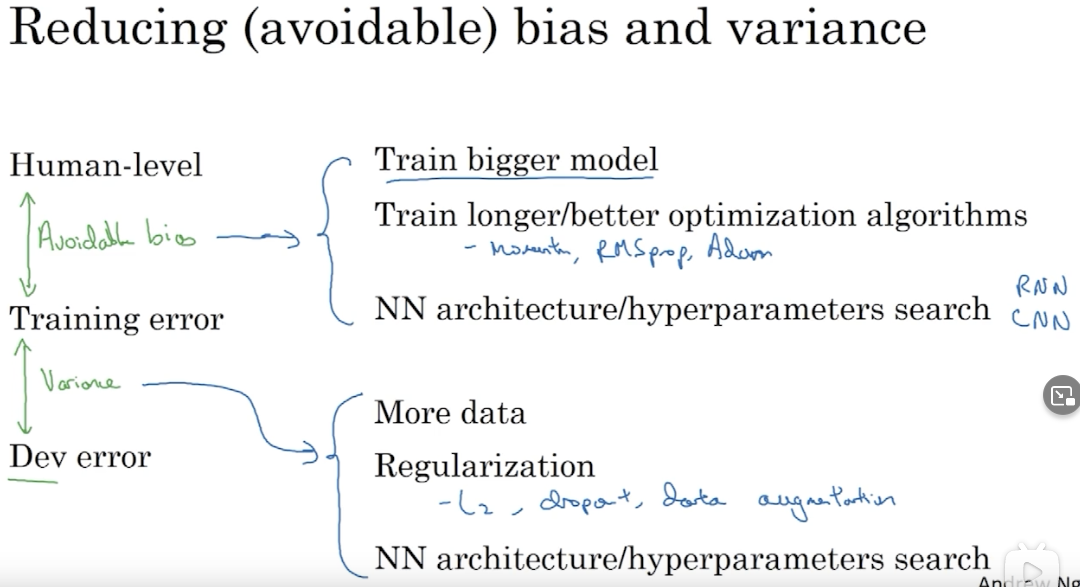 Reducing (avoidable) bias and variance
Human-level
Avoidable bias
Training error
Variance
Dev error
Train bigger model
Train longer/better optimization algorithms
- Momentum, RMSprop, Adam
NN architecture/hyperparameters search
RNN
CNN
More data
Regularization
- L2, dropout, data augmentation
NN architecture/hyperparameters search
Andrew Ng